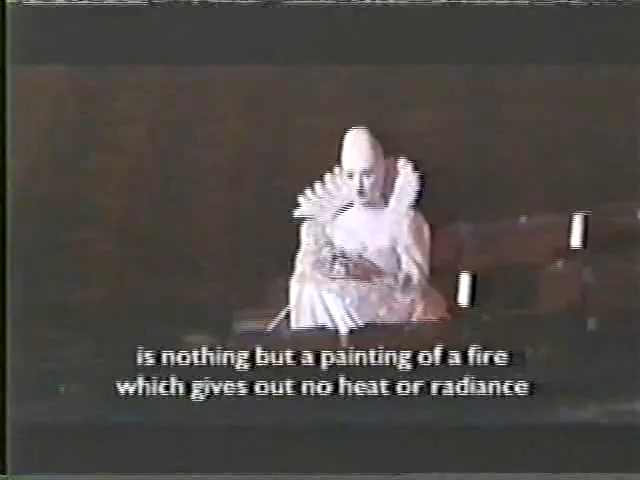 is nothing but a painting of a fire
which gives out no heat or radiance